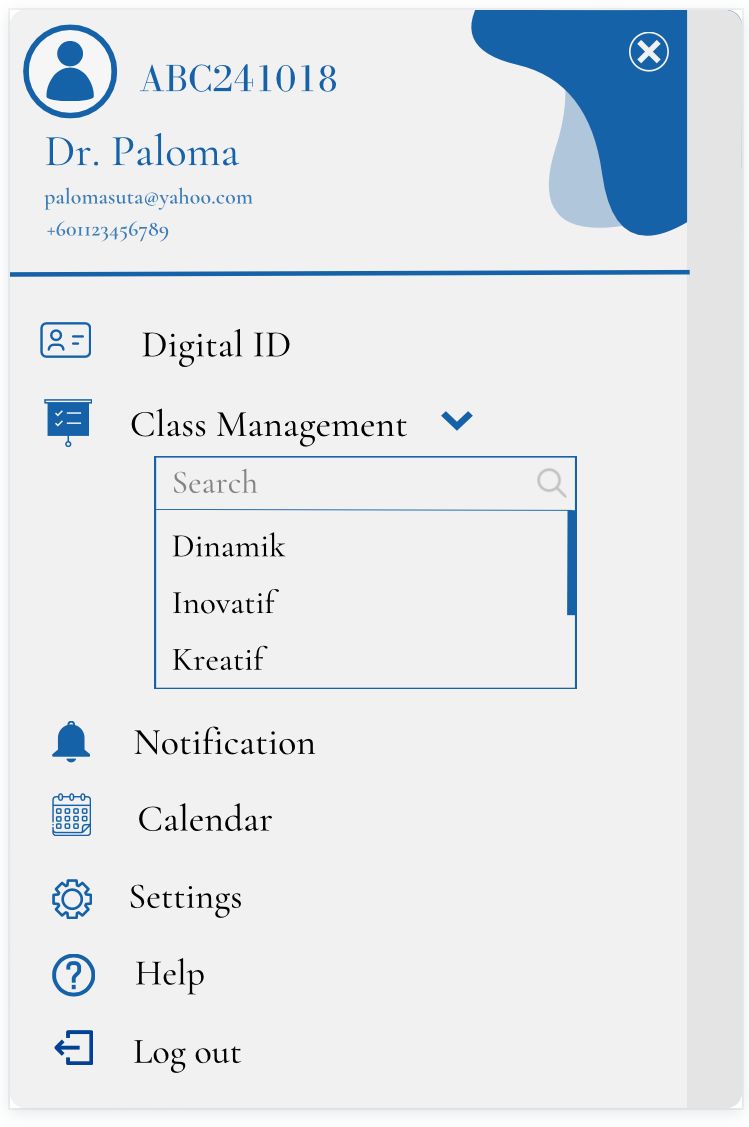 ABC241018
Dr. Paloma
palomasuta@yahoo.com
+601123456789
Digital ID
Class Management
Search
Dinamik
Inovatif
Kreatif
Notification
Calendar
Settings
Help
Log out